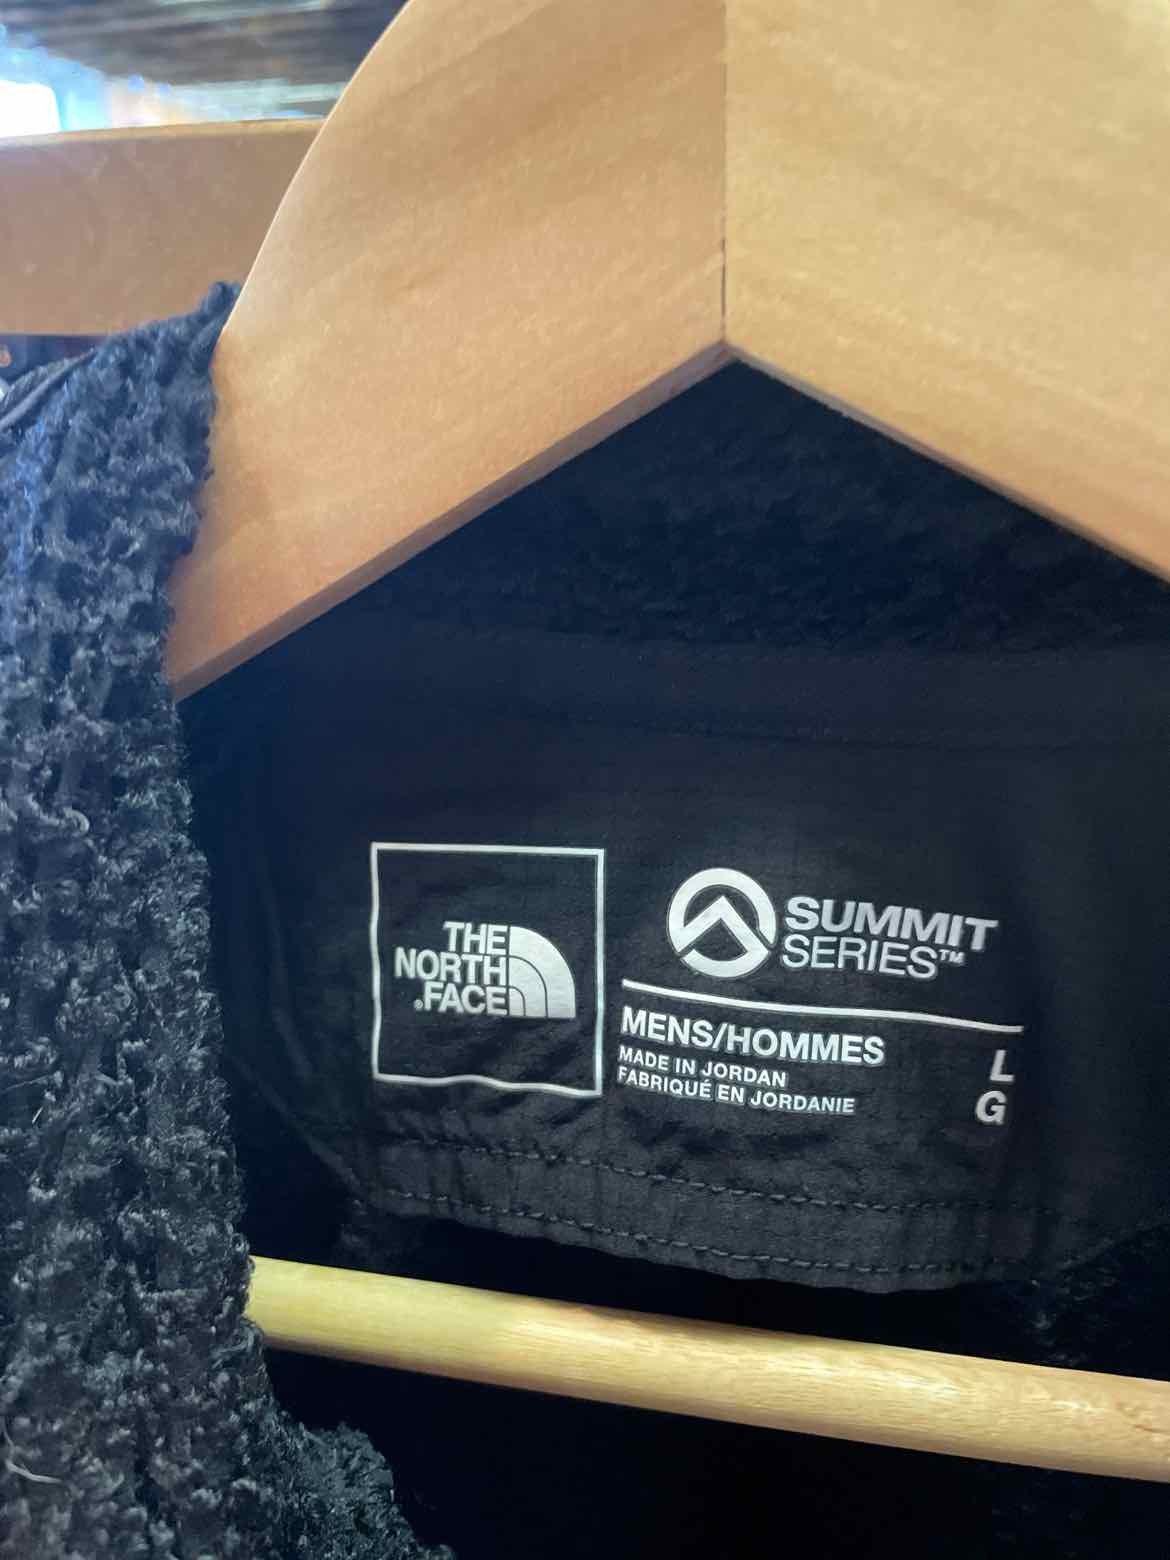 THE
NORTH
FACE
SUMMIT
SERIES™
MENS/HOMMES
MADE IN JORDAN
FABRIQUÉ EN JORDANIE
L
G